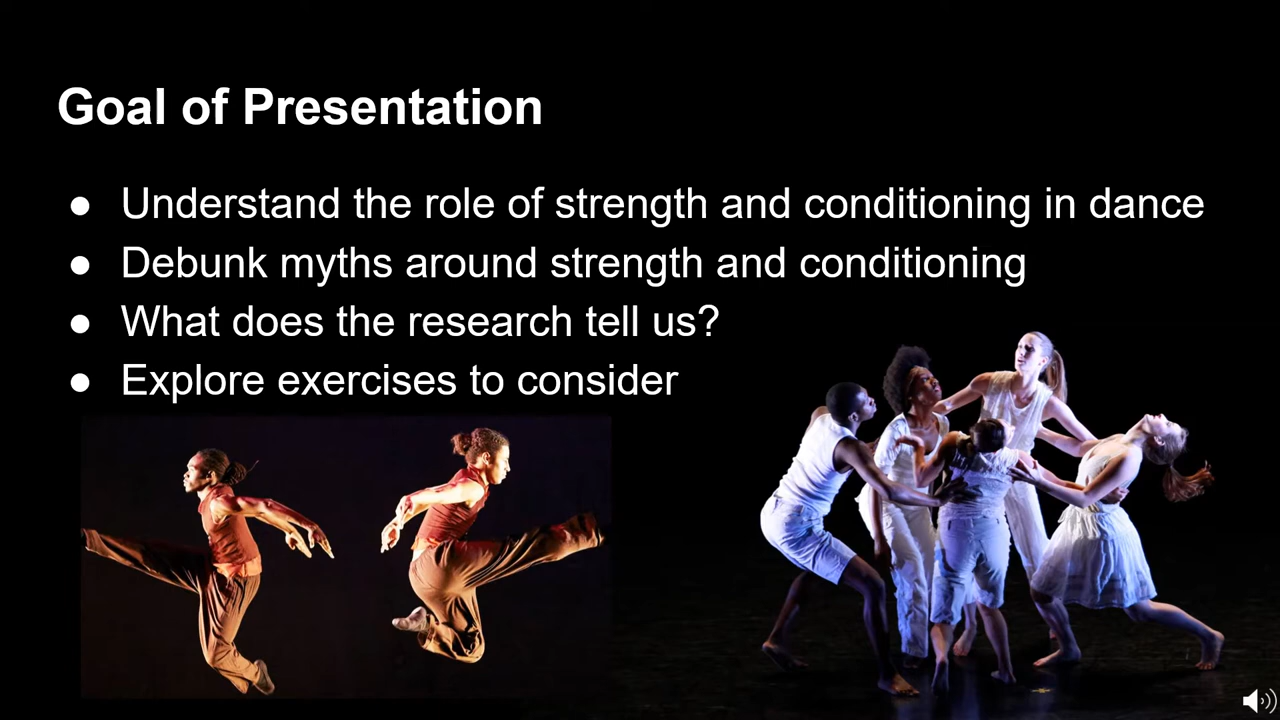 Goal of Presentation
● Understand the role of strength and conditioning in dance
● Debunk myths around strength and conditioning
● What does the research tell us?
● Explore exercises to consider